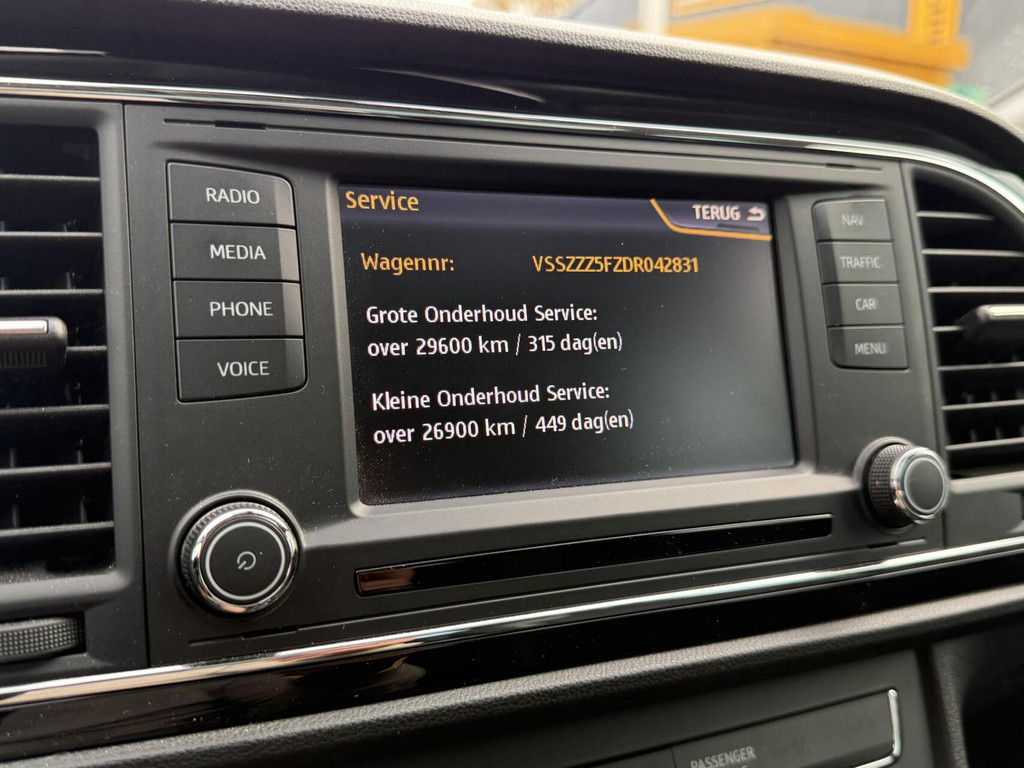 RADIO
MEDIA
PHONE
VOICE
Service
TERUG
Wagennr: VSSZZZ5FZDR042831
Grote Onderhoud Service:
over 29600 km / 315 dag(en)
Kleine Onderhoud Service:
over 26900 km / 449 dag(en)
NAV
TRAFFIC
CAR
MENU
PASSENGER